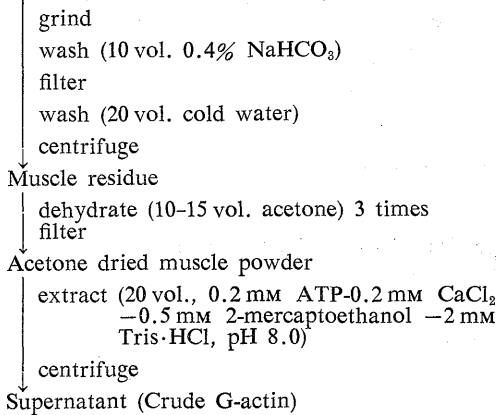 grind
wash (10 vol. 0.4% NaHCO₃)
filter
wash (20 vol. cold water)
centrifuge
Muscle residue
dehydrate (10–15 vol. acetone) 3 times
filter
Acetone dried muscle powder
extract (20 vol., 0.2 mM ATP-0.2 mM CaCl₂
−0.5 mM 2-mercaptoethanol −2 mM
Tris·HCl, pH 8.0)
centrifuge
Supernatant (Crude G-actin)